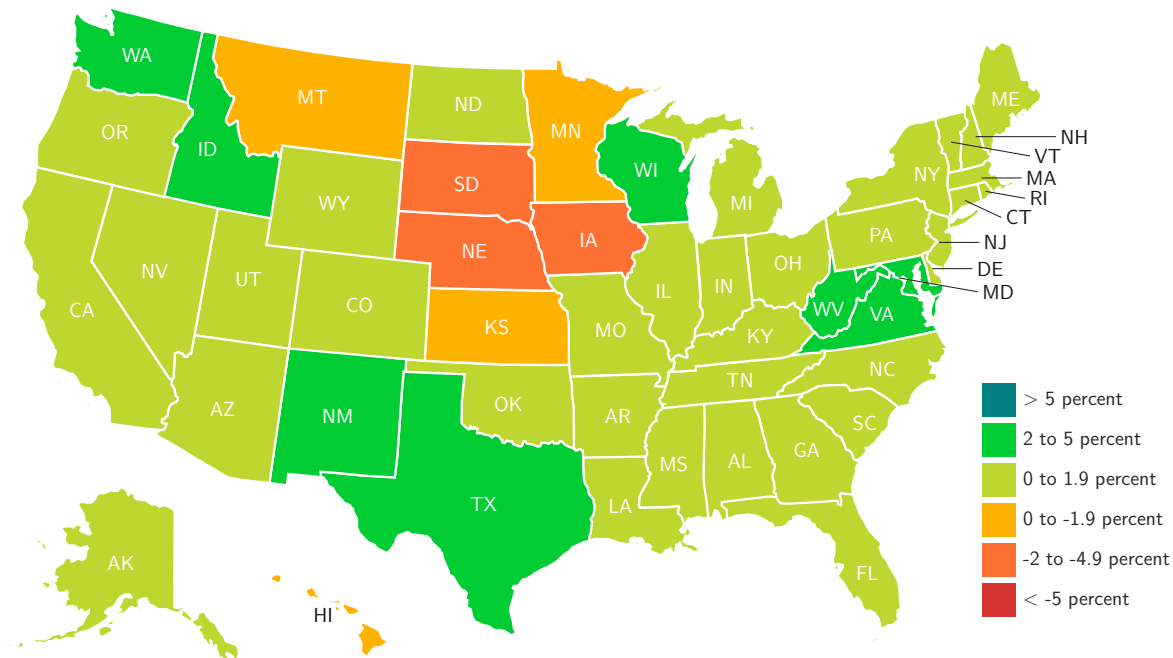 WA
MT
ND
MN
ME
OR
ID
NH
VT
WI
NY
MA
SD
RI
WY
MI
CT
PA
NJ
IA
NE
OH
DE
NV
UT
IN
IL
MD
CO
CA
WV
VA
KS
MO
KY
NC
TN
AZ
NM
OK
AR
SC
GA
MS
AL
TX
LA
AK
FL
HI
> 5 percent
2 to 5 percent
0 to 1.9 percent
0 to -1.9 percent
-2 to -4.9 percent
< -5 percent